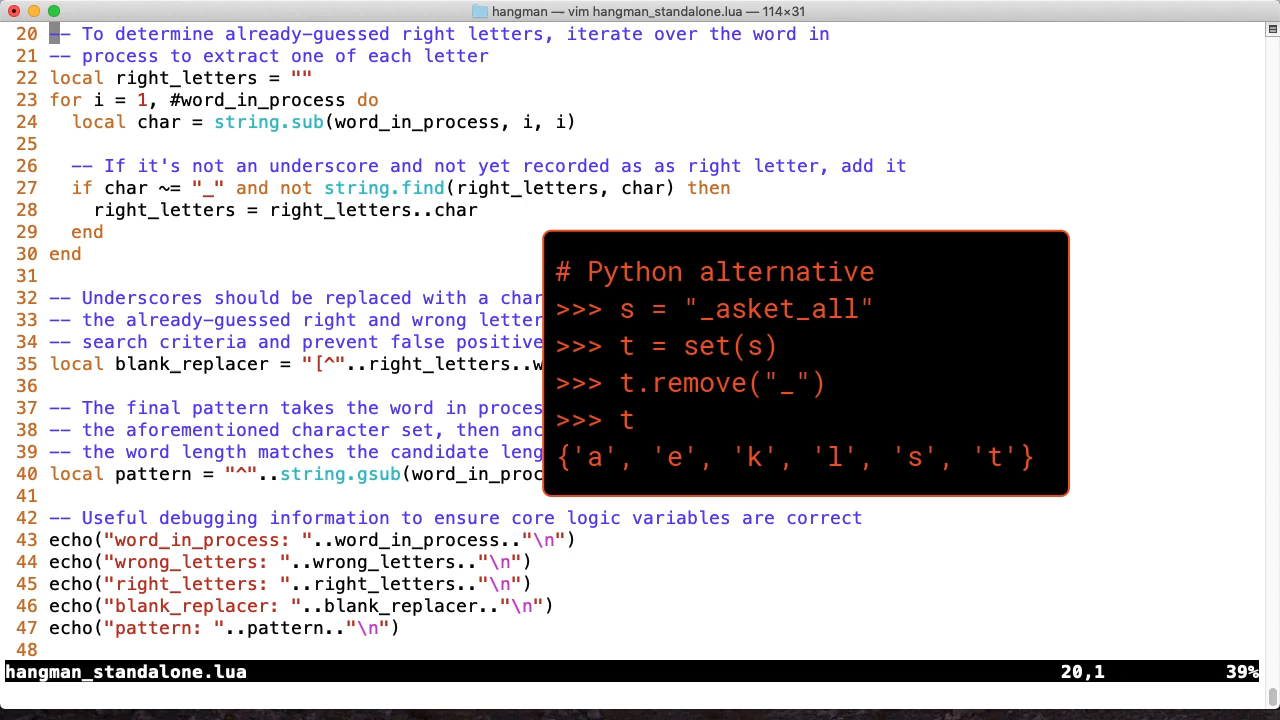 hangman — vim hangman_standalone.lua — 114×31
20 -- To determine already-guessed right letters, iterate over the word in
21 -- process to extract one of each letter
22 local right_letters = ""
23 for i = 1, #word_in_process do
24   local char = string.sub(word_in_process, i, i)
25
26   -- If it's not an underscore and not yet recorded as as right letter, add it
27   if char ~= "_" and not string.find(right_letters, char) then
28     right_letters = right_letters..char
29   end
30 end
31
32 -- Underscores should be replaced with a char
33 -- the already-guessed right and wrong letter
34 -- search criteria and prevent false positive
35 local blank_replacer = "[^"..right_letters..w
36
37 -- The final pattern takes the word in proces
38 -- the aforementioned character set, then anc
39 -- the word length matches the candidate leng
40 local pattern = "^"..string.gsub(word_in_proc
41
42 -- Useful debugging information to ensure core logic variables are correct
43 echo("word_in_process: "..word_in_process.."\n")
44 echo("wrong_letters: "..wrong_letters.."\n")
45 echo("right_letters: "..right_letters.."\n")
46 echo("blank_replacer: "..blank_replacer.."\n")
47 echo("pattern: "..pattern.."\n")
48
hangman_standalone.lua 20,1 39%
# Python alternative
>>> s = "_asket_all"
>>> t = set(s)
>>> t.remove("_")
>>> t
{'a', 'e', 'k', 'l', 's', 't'}